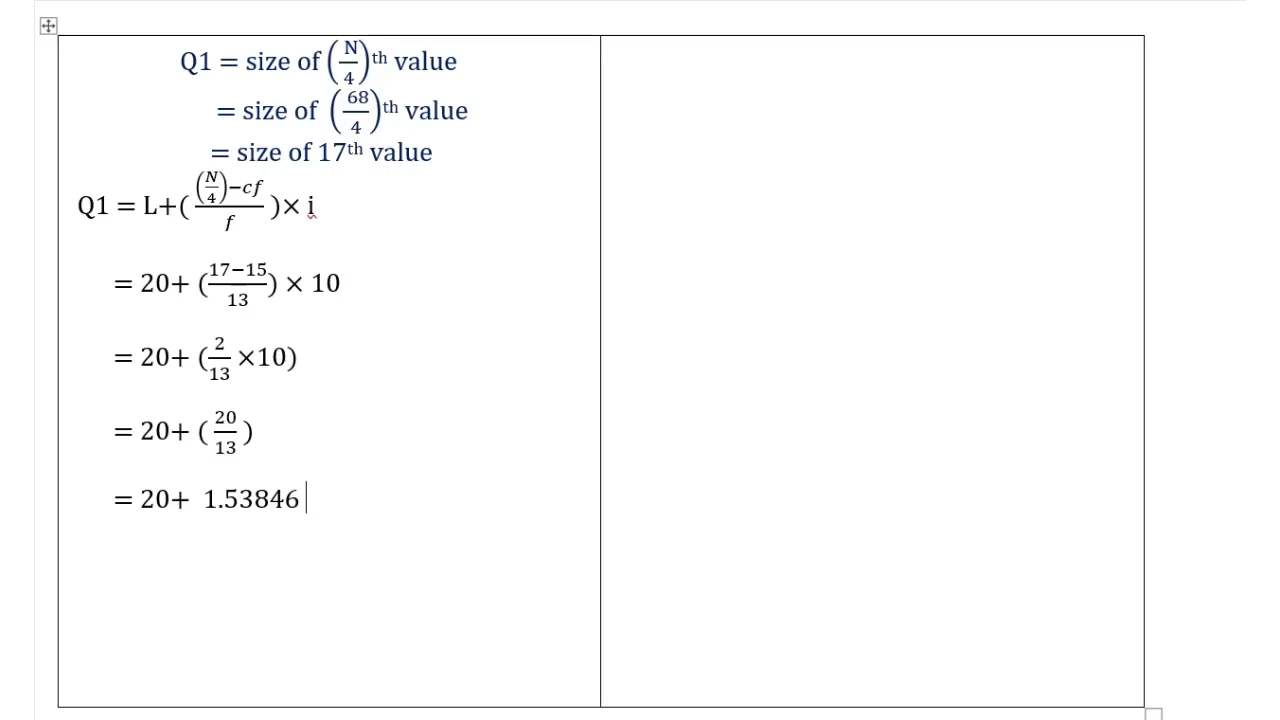 Q1 = size of (N/4)th value
= size of (68/4)th value
= size of 17th value
Q1 = L+((N/4)−cf/f)× i
= 20+ (17−15/13) × 10
= 20+ (2/13 ×10)
= 20+ (20/13)
= 20+ 1.53846